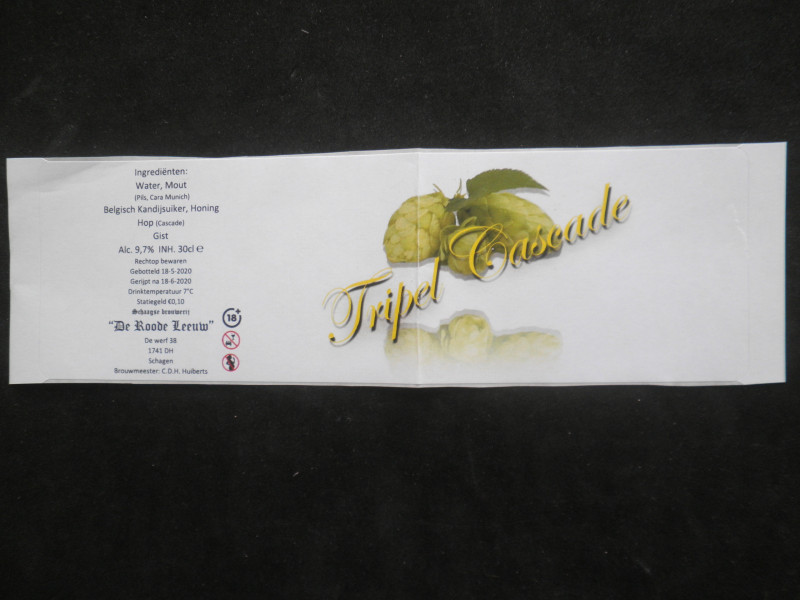 Ingrediënten:
Water, Mout
(Pils, Cara Munich)
Belgisch Kandijsuiker, Honing
Hop (Cascade)
Gist
Alc. 9,7% INH. 30cl ℮
Rechtop bewaren
Gebotteld 18-5-2020
Gerijpt na 18-6-2020
Drinktemperatuur 7°C
Statiegeld €0,10
Schaagse brouwerij
"De Roode Leeuw"
De werf 38
1741 DH
Schagen
Brouwmeester: C.D.H. Huiberts
18+
Tripel Cascade